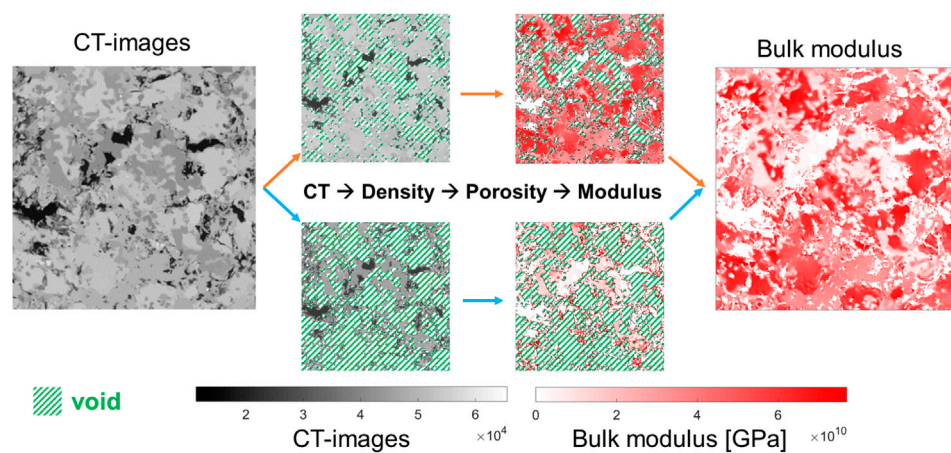 CT-images
Bulk modulus
CT → Density → Porosity → Modulus
void
2 3 4 5 6
×10⁴
CT-images
0 2 4 6
×10¹⁰
Bulk modulus [GPa]